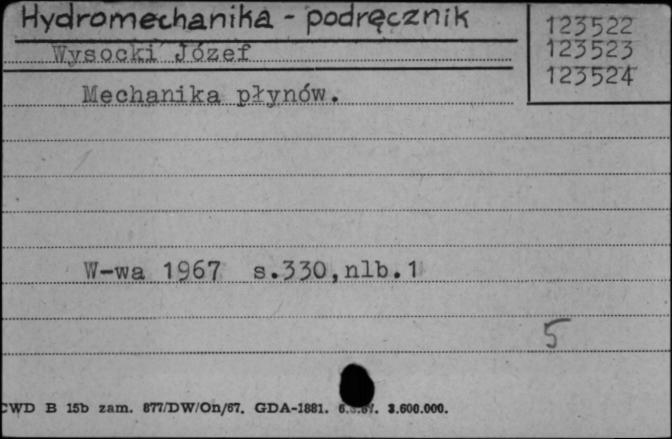 Hydromechanika - podręcznik
123522
Wysocki Józef
123523
123524
Mechanika płynów.
W-wa 1967 s.330,nlb.1
5
CWD B 15b zam. 877/DW/On/67. GDA-1881. 3.600.000.